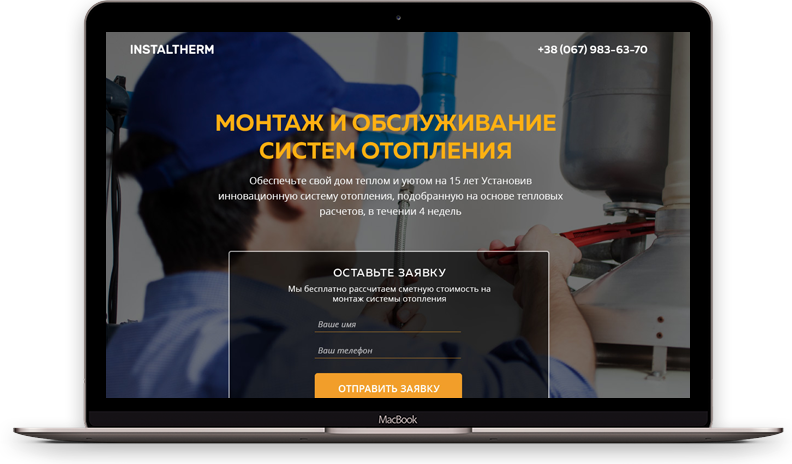 INSTALTHERM
+38 (067) 983-63-70
МОНТАЖ И ОБСЛУЖИВАНИЕ
СИСТЕМ ОТОПЛЕНИЯ
Обеспечьте свой дом теплом и уютом на 15 лет Установив
инновационную систему отопления, подобранную на основе тепловых
расчетов, в течении 4 недель
ОСТАВЬТЕ ЗАЯВКУ
Мы бесплатно рассчитаем сметную стоимость на
монтаж системы отопления
Ваше имя
Ваш телефон
ОТПРАВИТЬ ЗАЯВКУ
MacBook